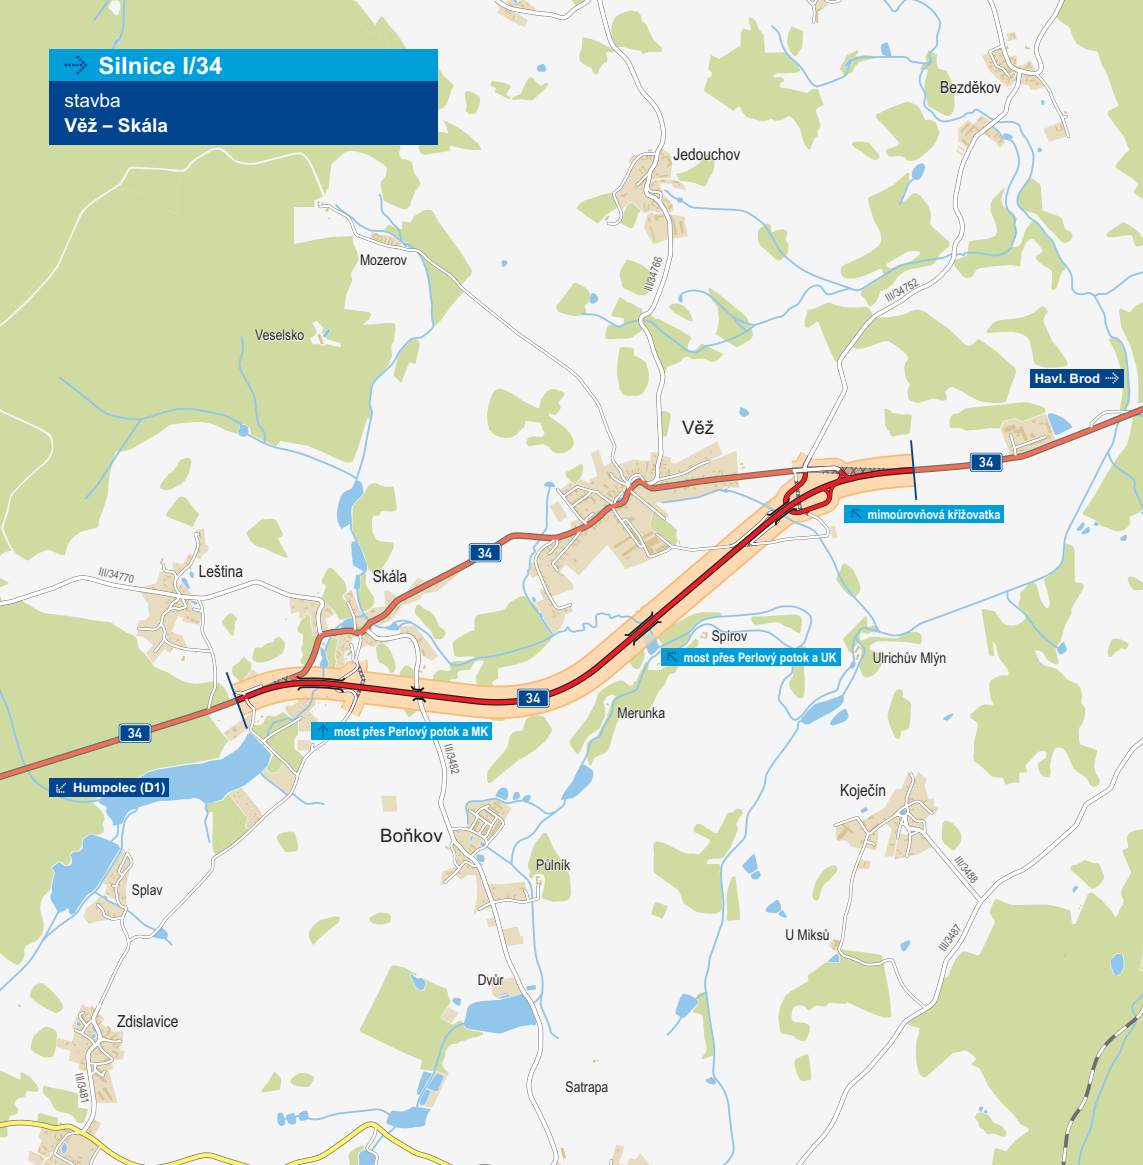 Silnice I/34
stavba
Věž – Skála
Bezděkov
Jedouchov
Mozerov
III/34766
III/34752
Veselsko
Havl. Brod
Věž
34
mimoúrovňová křižovatka
34
III/34770
Leština
Skála
Spirov
most přes Perlový potok a UK
Ulrichův Mlýn
34
Merunka
34
most přes Perlový potok a MK
III/3482
Humpolec (D1)
Koječín
Boňkov
Půlník
III/3488
Splav
U Miksů
III/3487
Dvůr
Zdislavice
III/3481
Satrapa